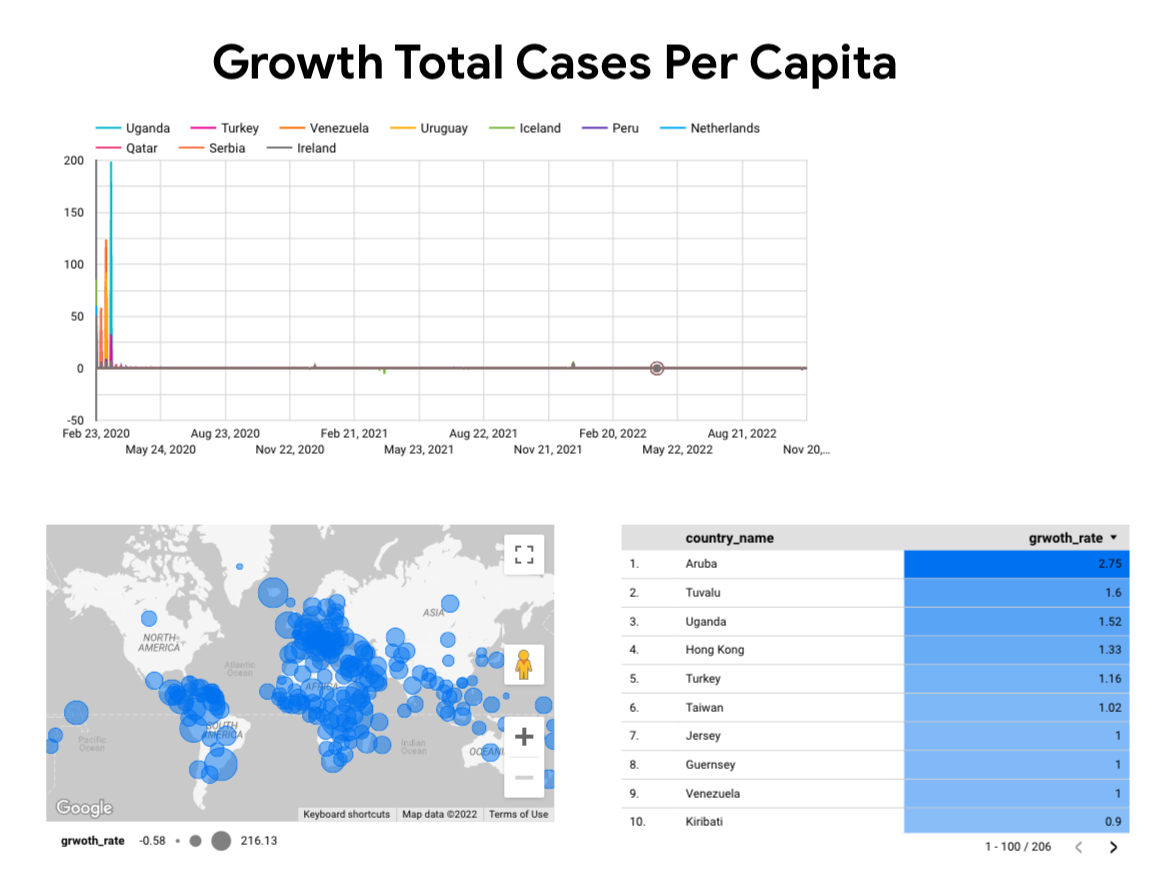 Growth Total Cases Per Capita
Uganda Turkey Venezuela Uruguay Iceland Peru Netherlands
Qatar Serbia Ireland
200
150
100
50
0
-50
Feb 23, 2020 Aug 23, 2020 Feb 21, 2021 Aug 22, 2021 Feb 20, 2022 Aug 21, 2022
May 24, 2020 Nov 22, 2020 May 23, 2021 Nov 21, 2021 May 22, 2022 Nov 20,...
ASIA
NORTH
AMERICA
Atlantic
Ocean
AFRICA
SOUTH
AMERICA
Pacific
Ocean
Indian
Ocean
OCEANI
Google
Keyboard shortcuts Map data ©2022 Terms of Use
grwoth_rate -0.58 216.13
country_name grwoth_rate
1. Aruba 2.75
2. Tuvalu 1.6
3. Uganda 1.52
4. Hong Kong 1.33
5. Turkey 1.16
6. Taiwan 1.02
7. Jersey 1
8. Guernsey 1
9. Venezuela 1
10. Kiribati 0.9
1 - 100 / 206